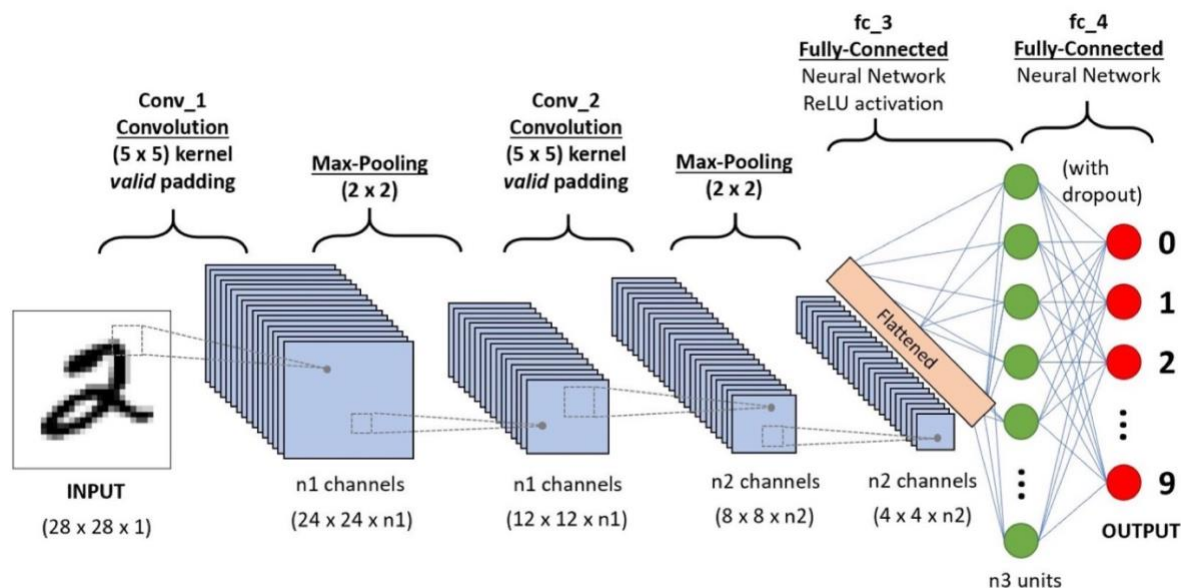 fc_3
Fully-Connected
Neural Network
ReLU activation
fc_4
Fully-Connected
Neural Network
Conv_1
Convolution
(5 x 5) kernel
valid padding
Max-Pooling
(2 x 2)
Conv_2
Convolution
(5 x 5) kernel
valid padding
Max-Pooling
(2 x 2)
(with
dropout)
Flattened
0
1
2
9
INPUT
(28 x 28 x 1)
n1 channels
(24 x 24 x n1)
n1 channels
(12 x 12 x n1)
n2 channels
(8 x 8 x n2)
n2 channels
(4 x 4 x n2)
OUTPUT
n3 units